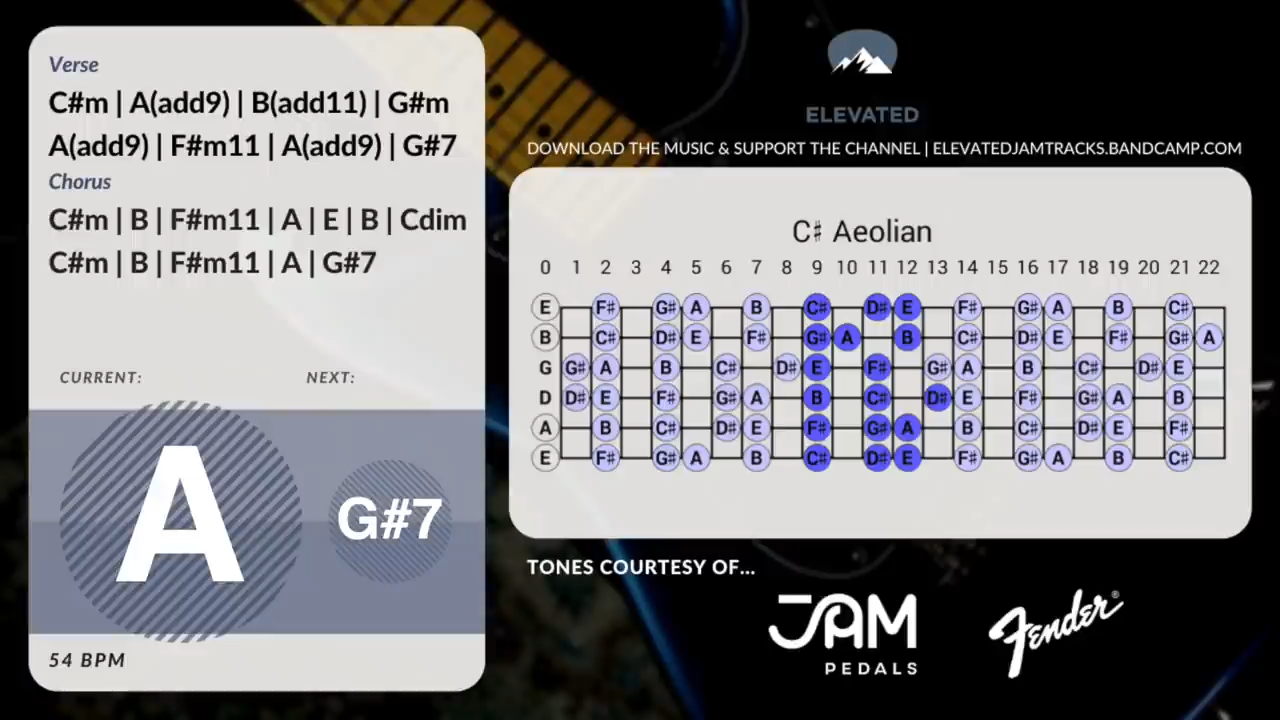 Verse
C#m | A(add9) | B(add11) | G#m
A(add9) | F#m11 | A(add9) | G#7
Chorus
C#m | B | F#m11 | A | E | B | Cdim
C#m | B | F#m11 | A | G#7
CURRENT: NEXT:
A G#7
54 BPM
ELEVATED
DOWNLOAD THE MUSIC & SUPPORT THE CHANNEL | ELEVATEDJAMTRACKS.BANDCAMP.COM
C♯ Aeolian
0 1 2 3 4 5 6 7 8 9 10 11 12 13 14 15 16 17 18 19 20 21 22
E F♯ G♯ A B C♯ D♯ E F♯ G♯ A B C♯
B C♯ D♯ E F♯ G♯ A B C♯ D♯ E F♯ G♯ A
G G♯ A B C♯ D♯ E F♯ G♯ A B C♯ D♯ E
D D♯ E F♯ G♯ A B C♯ D♯ E F♯ G♯ A B
A B C♯ D♯ E F♯ G♯ A B C♯ D♯ E F♯
E F♯ G♯ A B C♯ D♯ E F♯ G♯ A B C♯
TONES COURTESY OF...
JAM
PEDALS
Fender®